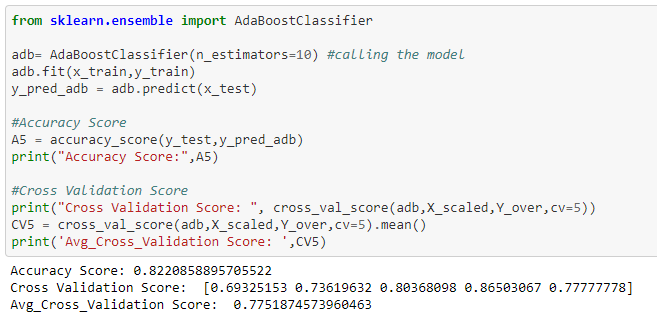 from sklearn.ensemble import AdaBoostClassifier
adb= AdaBoostClassifier(n_estimators=10) #calling the model
adb.fit(x_train,y_train)
y_pred_adb = adb.predict(x_test)
#Accuracy Score
A5 = accuracy_score(y_test,y_pred_adb)
print("Accuracy Score:",A5)
#Cross Validation Score
print("Cross Validation Score: ", cross_val_score(adb,X_scaled,Y_over,cv=5))
CV5 = cross_val_score(adb,X_scaled,Y_over,cv=5).mean()
print('Avg_Cross_Validation Score: ',CV5)
Accuracy Score: 0.8220858895705522
Cross Validation Score:  [0.69325153 0.73619632 0.80368098 0.86503067 0.77777778]
Avg_Cross_Validation Score:  0.7751874573960463